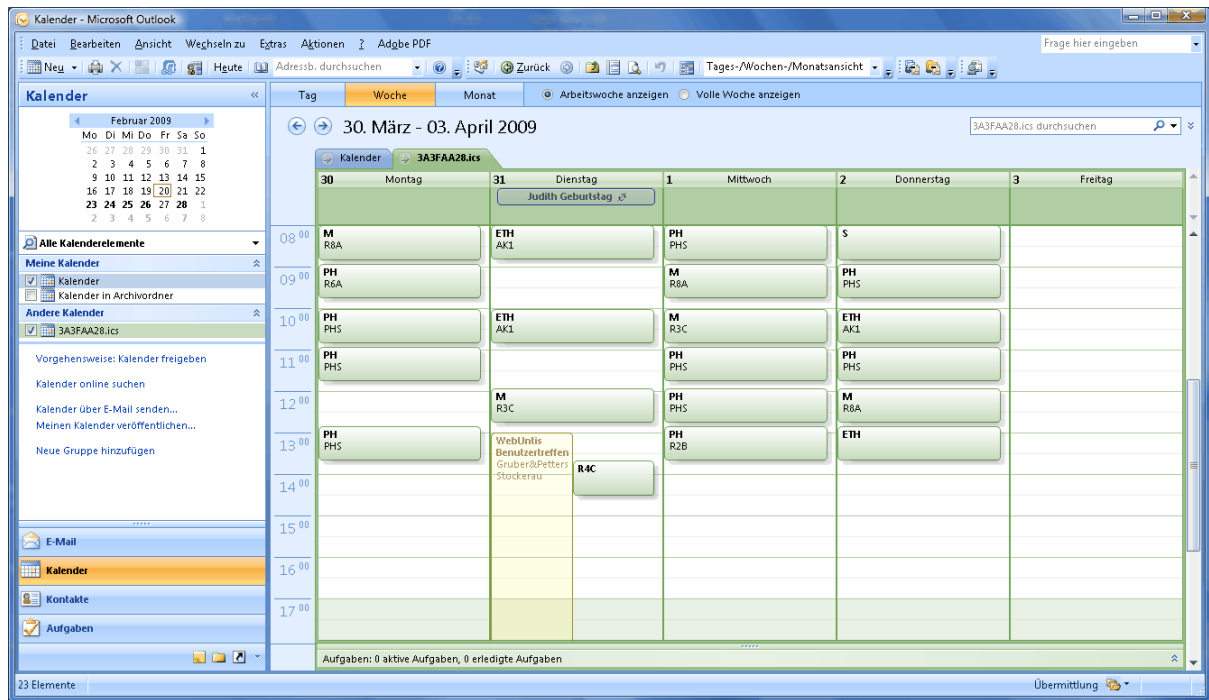 Kalender - Microsoft Outlook
Datei Bearbeiten Ansicht Wechseln zu Extras Aktionen ? Adobe PDF
Frage hier eingeben
Neu Heute Adressb. durchsuchen Zurück Tages-/Wochen-/Monatsansicht
Kalender «
Februar 2009
Mo Di Mi Do Fr Sa So
26 27 28 29 30 31 1
2 3 4 5 6 7 8
9 10 11 12 13 14 15
16 17 18 19 20 21 22
23 24 25 26 27 28 1
2 3 4 5 6 7 8
Alle Kalenderelemente
Meine Kalender
Kalender
Kalender in Archivordner
Andere Kalender
3A3FAA28.ics
Vorgehensweise: Kalender freigeben
Kalender online suchen
Kalender über E-Mail senden...
Meinen Kalender veröffentlichen...
Neue Gruppe hinzufügen
E-Mail
Kalender
Kontakte
Aufgaben
Tag Woche Monat Arbeitswoche anzeigen Volle Woche anzeigen
30. März - 03. April 2009
3A3FAA28.ics durchsuchen
Kalender 3A3FAA28.ics
30 Montag 31 Dienstag 1 Mittwoch 2 Donnerstag 3 Freitag
Judith Geburtstag
08 00
M
R8A
ETH
AK1
PH
PHS
S
09 00
PH
R6A
M
R8A
PH
PHS
10 00
PH
PHS
ETH
AK1
M
R3C
ETH
AK1
11 00
PH
PHS
PH
PHS
PH
PHS
12 00
M
R3C
PH
PHS
M
R8A
13 00
PH
PHS
WebUntis
Benutzertreffen
Gruber&Petters
Stockerau
R4C
PH
R2B
ETH
14 00
15 00
16 00
17 00
Aufgaben: 0 aktive Aufgaben, 0 erledigte Aufgaben
23 Elemente
Übermittlung